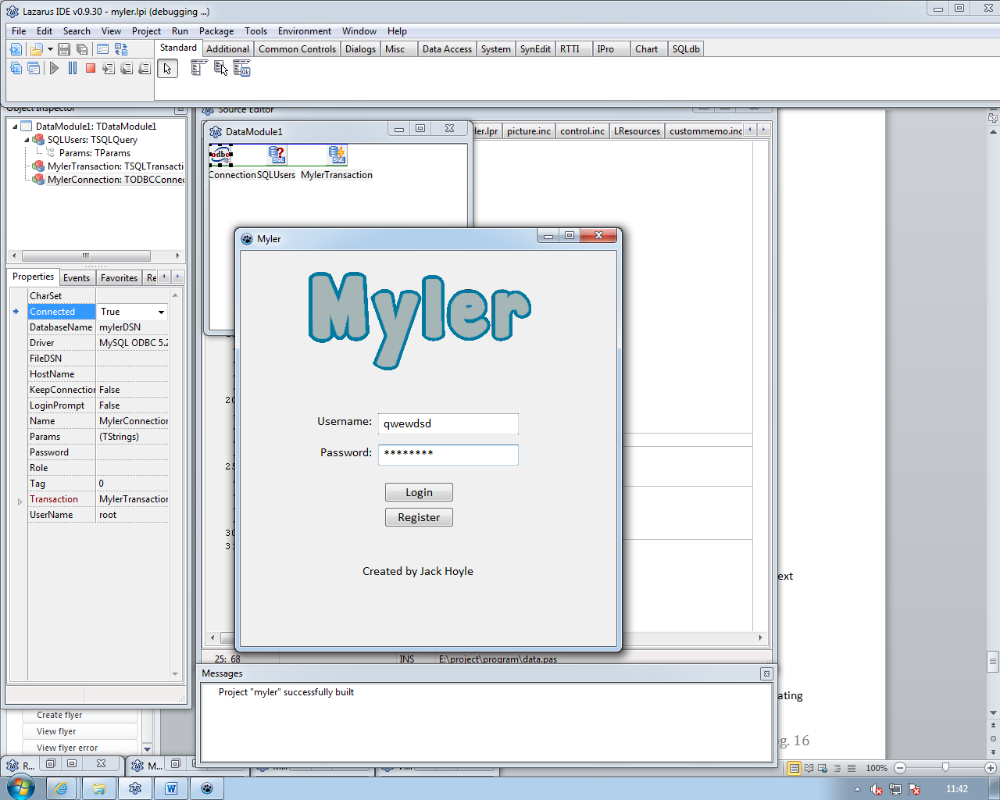 Lazarus IDE v0.9.30 - myler.lpi (debugging ...)
File Edit Search View Project Run Package Tools Environment Window Help
Standard Additional Common Controls Dialogs Misc Data Access System SynEdit RTTI IPro Chart SQLdb
Object Inspector
DataModule1: TDataModule1
SQLUsers: TSQLQuery
Params: TParams
MylerTransaction: TSQLTransacti
MylerConnection: TODBCConnec
Properties Events Favorites Re
CharSet
Connected True
DatabaseName mylerDSN
Driver MySQL ODBC 5.2
FileDSN
HostName
KeepConnection False
LoginPrompt False
Name MylerConnection
Params (TStrings)
Password
Role
Tag 0
Transaction MylerTransaction
UserName root
Create flyer
View flyer
View flyer error
Source Editor
yler.lpr picture.inc control.inc LResources custommemo.inc
DataModule1
odbc
SQL
SQL
Connection SQLUsers MylerTransaction
Myler
Myler
Username: qwewdsd
Password: ********
Login
Register
Created by Jack Hoyle
20
25
30
31
25: 68 INS E:\project\program\data.pas
Messages
Project "myler" successfully built
ext
ating
g. 16
R... M...
100%
11:42